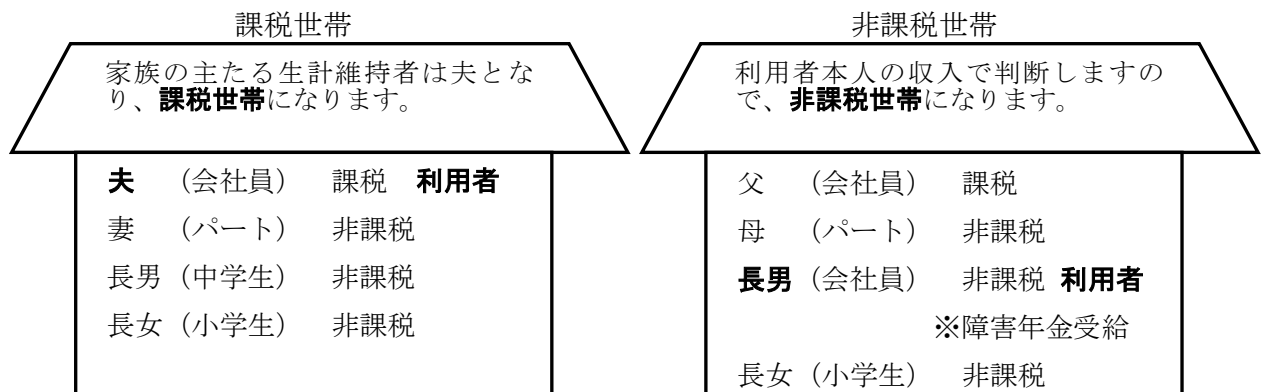 課税世帯
家族の主たる生計維持者は夫とな
り、課税世帯になります。
夫 （会社員） 課税 利用者
妻 （パート） 非課税
長男（中学生） 非課税
長女（小学生） 非課税
非課税世帯
利用者本人の収入で判断しますの
で、非課税世帯になります。
父 （会社員） 課税
母 （パート） 非課税
長男（会社員） 非課税 利用者
※障害年金受給
長女（小学生） 非課税